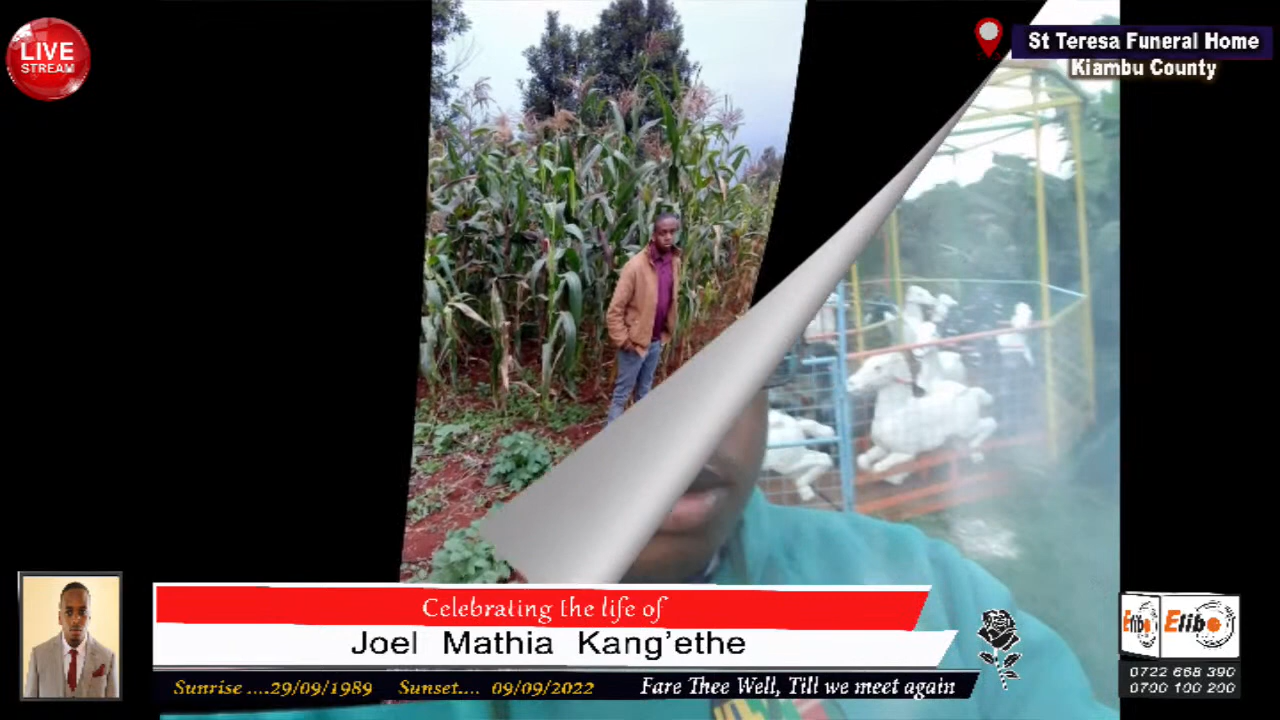 LIVE
STREAM
St Teresa Funeral Home
Kiambu County
Celebrating the life of
Joel Mathia Kang'ethe
Sunrise ....29/09/1989 Sunset.... 09/09/2022 Fare Thee Well, Till we meet again
Elibo Elibo
0722 668 390
0700 100 200